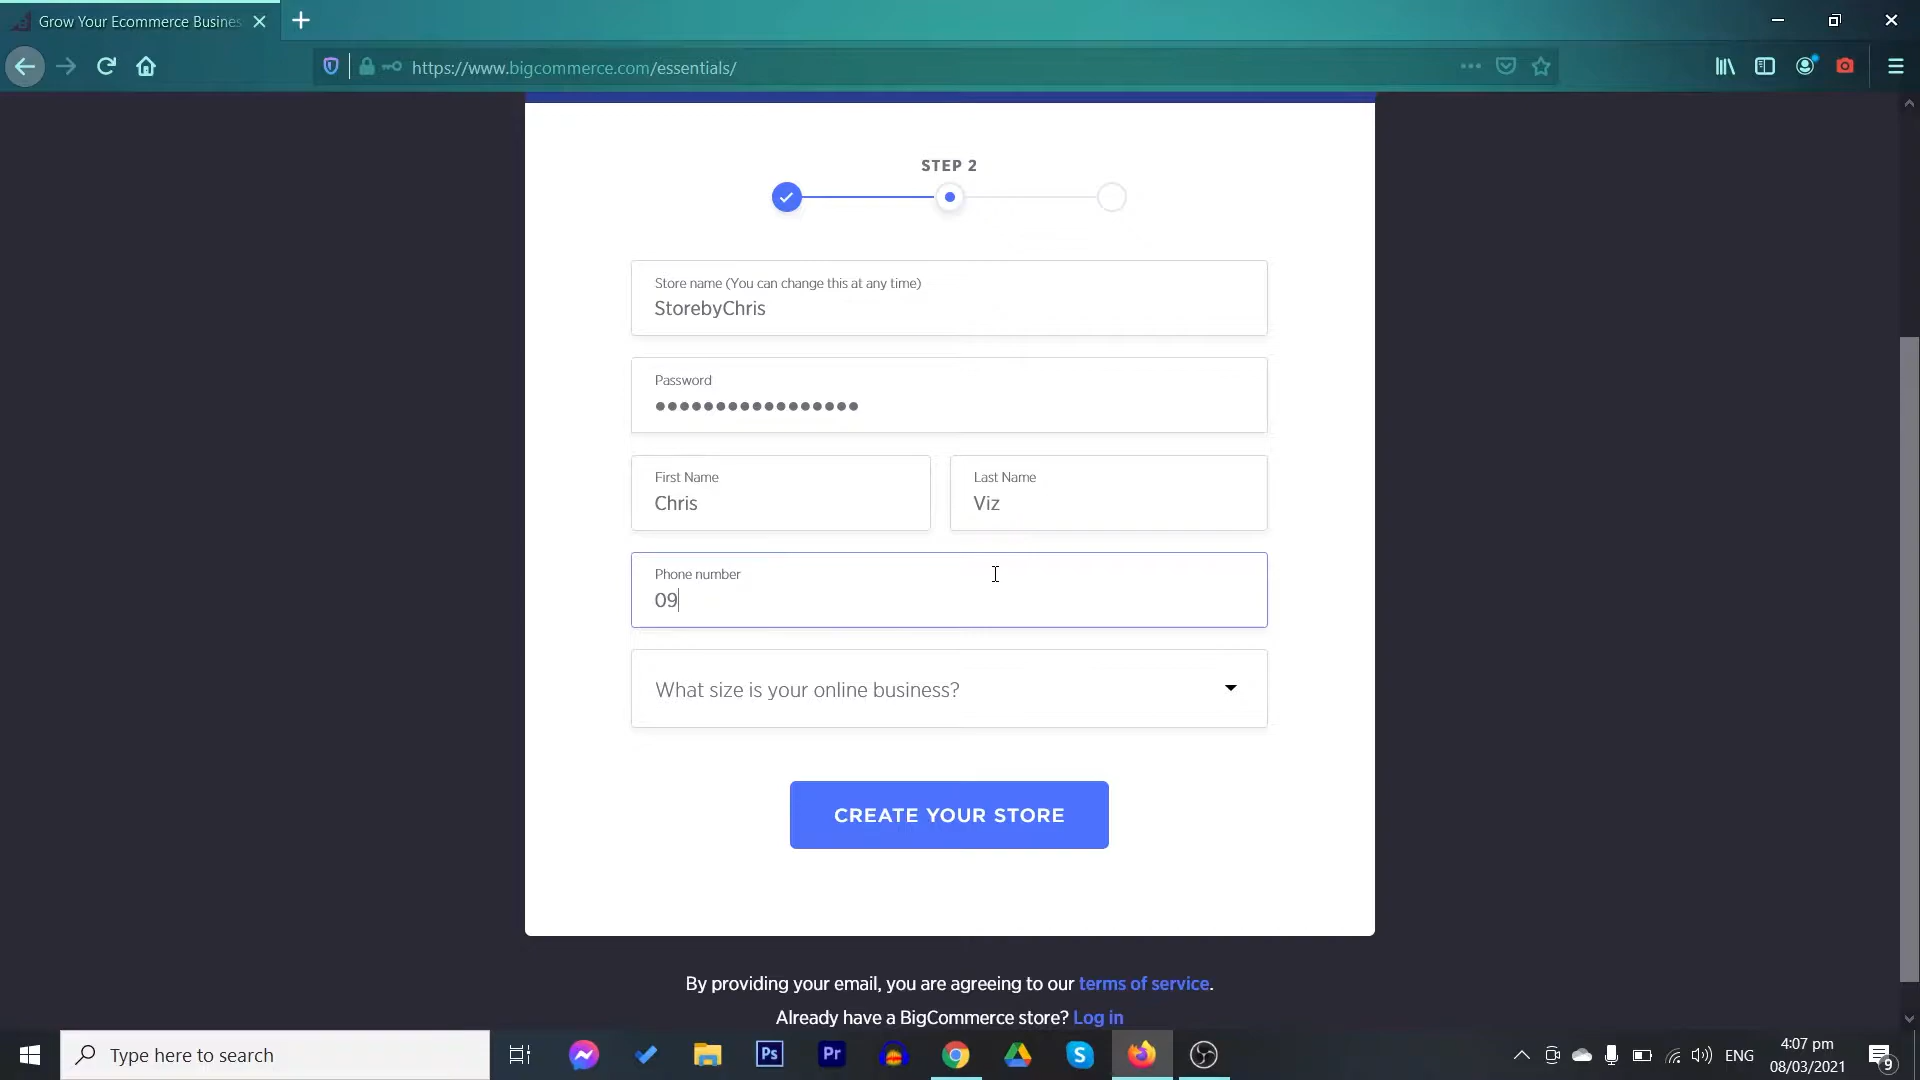 Grow Your Ecommerce Busines
https://www.bigcommerce.com/essentials/
STEP 2
Store name (You can change this at any time)
StorebyChris
Password
•••••••••••••••••
First Name
Chris
Last Name
Viz
Phone number
09
What size is your online business?
CREATE YOUR STORE
By providing your email, you are agreeing to our terms of service.
Already have a BigCommerce store? Log in
Type here to search
Ps
Pr
ENG
4:07 pm
08/03/2021
9